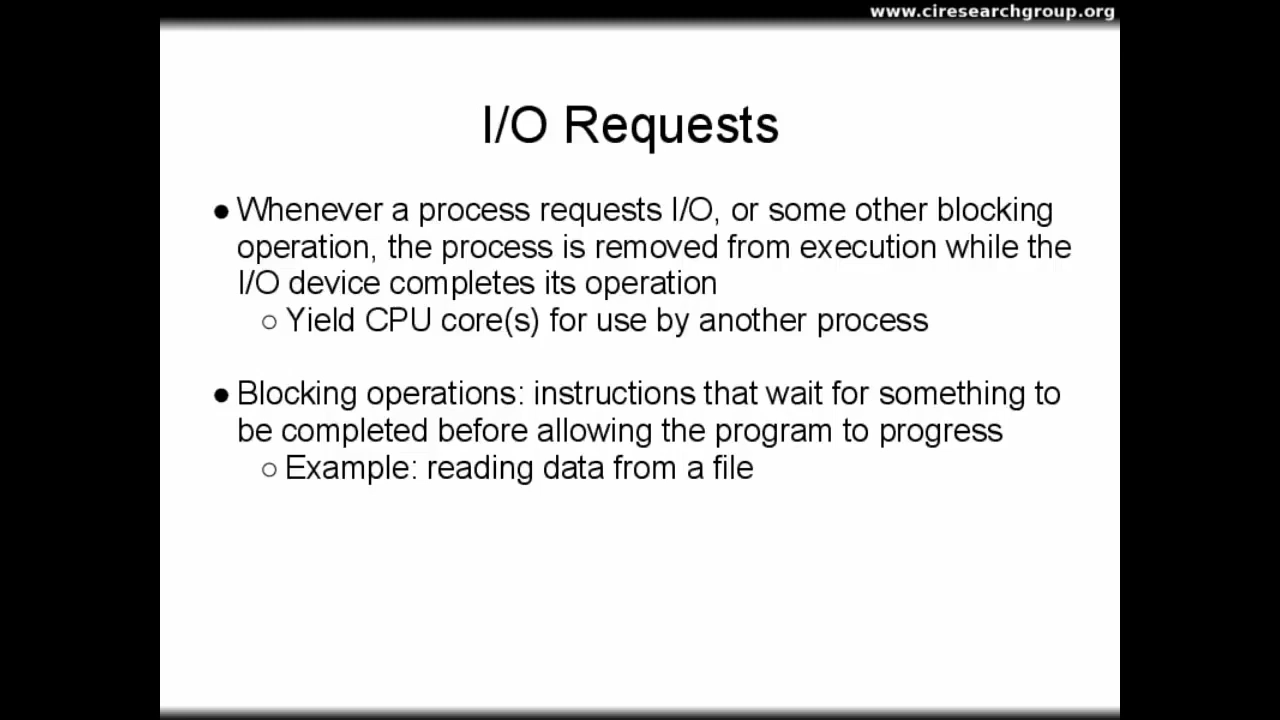 www.ciresearchgroup.org
I/O Requests
● Whenever a process requests I/O, or some other blocking
operation, the process is removed from execution while the
I/O device completes its operation
○ Yield CPU core(s) for use by another process
● Blocking operations: instructions that wait for something to
be completed before allowing the program to progress
○ Example: reading data from a file